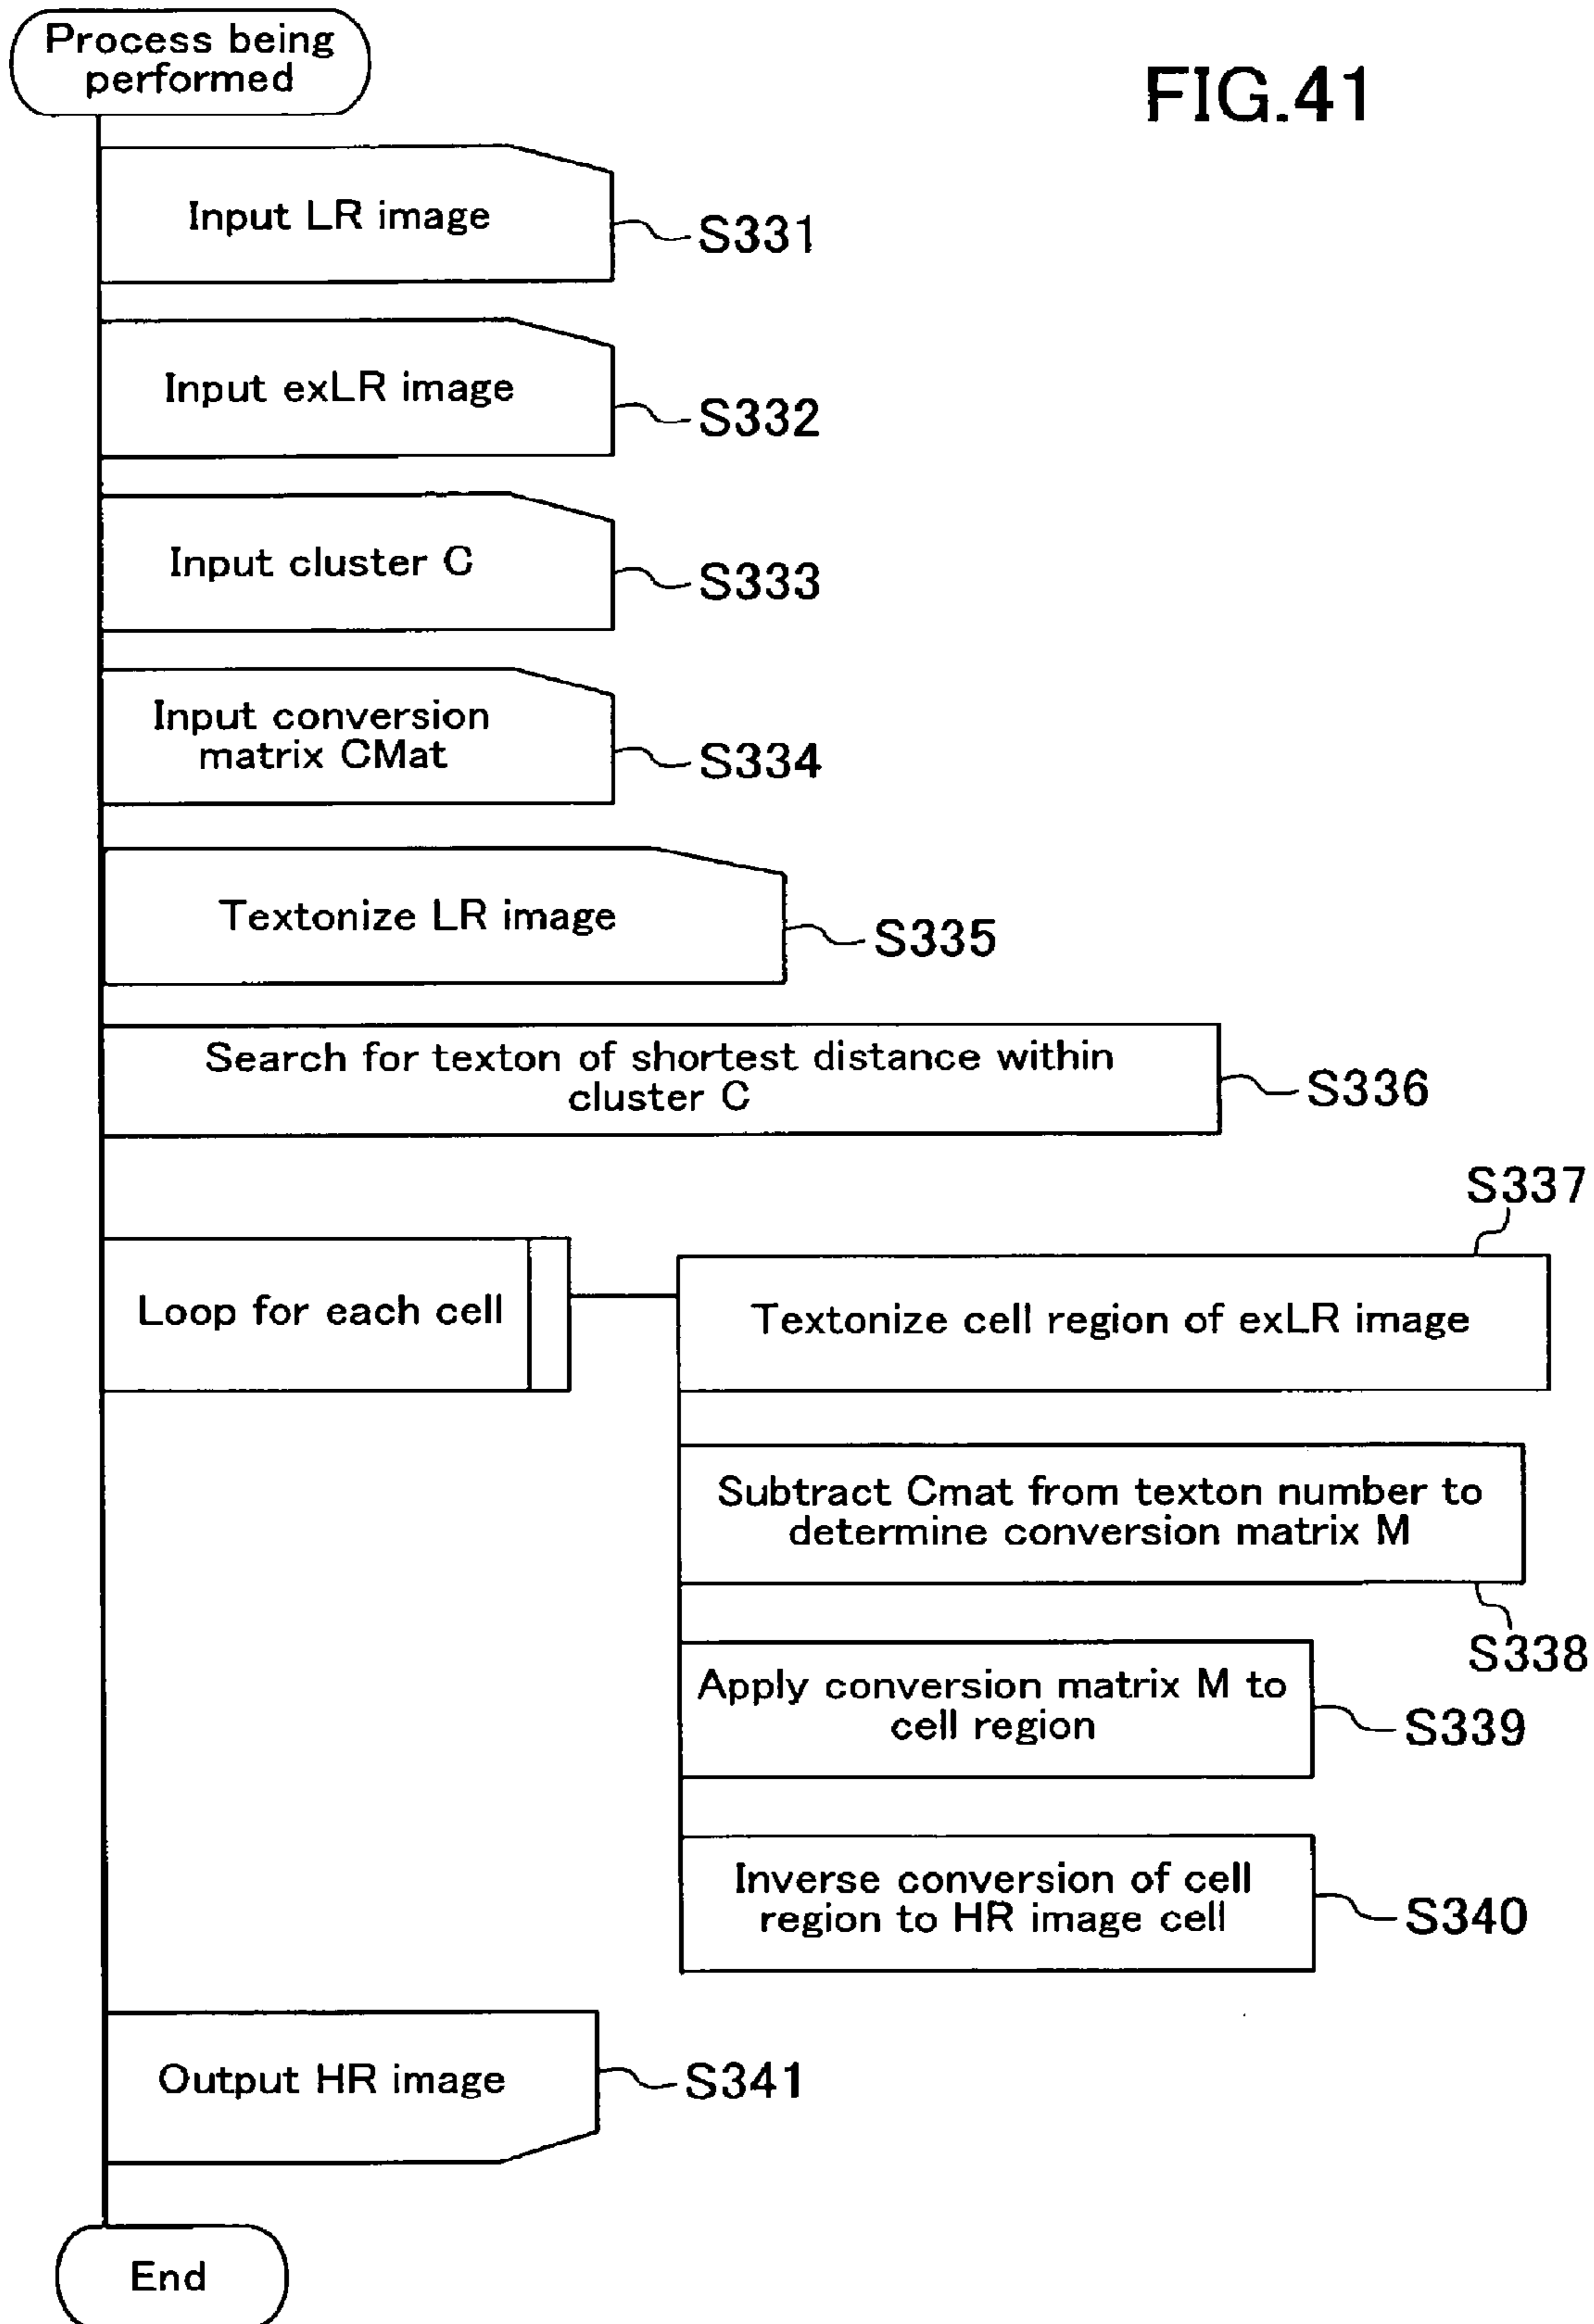 Process being
performed
FIG.41
Input LR image
S331
Input exLR image
S332
Input cluster C
S333
Input conversion
matrix CMat
S334
Textonize LR image
S335
Search for texton of shortest distance within
cluster C
S336
S337
Loop for each cell
Textonize cell region of exLR image
Subtract Cmat from texton number to
determine conversion matrix M
S338
Apply conversion matrix M to
cell region
S339
Inverse conversion of cell
region to HR image cell
S340
Output HR image
S341
End